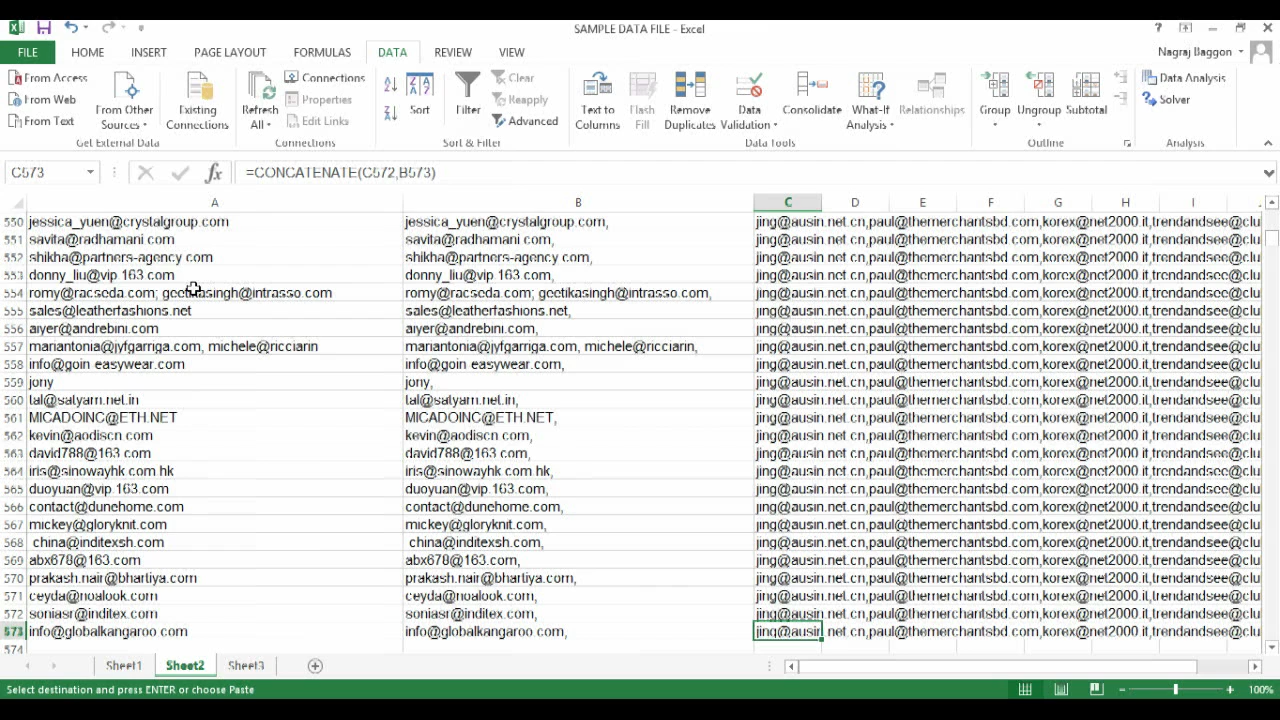 SAMPLE DATA FILE - Excel
?
FILE HOME INSERT PAGE LAYOUT FORMULAS DATA REVIEW VIEW Nagraj Baggon
From Access
From Web
From Text
From Other Sources
Existing Connections
Get External Data
Refresh All
Connections
Properties
Edit Links
Connections
Sort
Filter
Clear
Reapply
Advanced
Sort & Filter
Text to Columns
Flash Fill
Remove Duplicates
Data Validation
Consolidate
What-If Analysis
Relationships
Data Tools
Group
Ungroup
Subtotal
Outline
Data Analysis
Solver
Analysis
C573 fx =CONCATENATE(C572,B573)
A B C D E F G H I
550 jessica_yuen@crystalgroup.com jessica_yuen@crystalgroup.com, jing@ausin.net.cn,paul@themerchantsbd.com,korex@net2000.it,trendandsee@clu
551 savita@radhamani.com savita@radhamani.com, jing@ausin.net.cn,paul@themerchantsbd.com,korex@net2000.it,trendandsee@clu
552 shikha@partners-agency.com shikha@partners-agency.com, jing@ausin.net.cn,paul@themerchantsbd.com,korex@net2000.it,trendandsee@clu
553 donny_liu@vip.163.com donny_liu@vip.163.com, jing@ausin.net.cn,paul@themerchantsbd.com,korex@net2000.it,trendandsee@clu
554 romy@racseda.com; geetikasingh@intrasso.com romy@racseda.com; geetikasingh@intrasso.com, jing@ausin.net.cn,paul@themerchantsbd.com,korex@net2000.it,trendandsee@clu
555 sales@leatherfashions.net sales@leatherfashions.net, jing@ausin.net.cn,paul@themerchantsbd.com,korex@net2000.it,trendandsee@clu
556 aiyer@andrebini.com aiyer@andrebini.com, jing@ausin.net.cn,paul@themerchantsbd.com,korex@net2000.it,trendandsee@clu
557 mariantonia@jyfgarriga.com, michele@ricciarin mariantonia@jyfgarriga.com, michele@ricciarin, jing@ausin.net.cn,paul@themerchantsbd.com,korex@net2000.it,trendandsee@clu
558 info@goin-easywear.com info@goin-easywear.com, jing@ausin.net.cn,paul@themerchantsbd.com,korex@net2000.it,trendandsee@clu
559 jony jony, jing@ausin.net.cn,paul@themerchantsbd.com,korex@net2000.it,trendandsee@clu
560 tal@satyam.net.in tal@satyam.net.in, jing@ausin.net.cn,paul@themerchantsbd.com,korex@net2000.it,trendandsee@clu
561 MICADOINC@ETH.NET MICADOINC@ETH.NET, jing@ausin.net.cn,paul@themerchantsbd.com,korex@net2000.it,trendandsee@clu
562 kevin@aodiscn.com kevin@aodiscn.com, jing@ausin.net.cn,paul@themerchantsbd.com,korex@net2000.it,trendandsee@clu
563 david788@163.com david788@163.com, jing@ausin.net.cn,paul@themerchantsbd.com,korex@net2000.it,trendandsee@clu
564 iris@sinowayhk.com.hk iris@sinowayhk.com.hk, jing@ausin.net.cn,paul@themerchantsbd.com,korex@net2000.it,trendandsee@clu
565 duoyuan@vip.163.com duoyuan@vip.163.com, jing@ausin.net.cn,paul@themerchantsbd.com,korex@net2000.it,trendandsee@clu
566 contact@dunehome.com contact@dunehome.com, jing@ausin.net.cn,paul@themerchantsbd.com,korex@net2000.it,trendandsee@clu
567 mickey@gloryknit.com mickey@gloryknit.com, jing@ausin.net.cn,paul@themerchantsbd.com,korex@net2000.it,trendandsee@clu
568 china@inditexsh.com china@inditexsh.com, jing@ausin.net.cn,paul@themerchantsbd.com,korex@net2000.it,trendandsee@clu
569 abx678@163.com abx678@163.com, jing@ausin.net.cn,paul@themerchantsbd.com,korex@net2000.it,trendandsee@clu
570 prakash.nair@bhartiya.com prakash.nair@bhartiya.com, jing@ausin.net.cn,paul@themerchantsbd.com,korex@net2000.it,trendandsee@clu
571 ceyda@noalook.com ceyda@noalook.com, jing@ausin.net.cn,paul@themerchantsbd.com,korex@net2000.it,trendandsee@clu
572 soniasr@inditex.com soniasr@inditex.com, jing@ausin.net.cn,paul@themerchantsbd.com,korex@net2000.it,trendandsee@clu
573 info@globalkangaroo.com info@globalkangaroo.com, jing@ausin.net.cn,paul@themerchantsbd.com,korex@net2000.it,trendandsee@clu
574
Sheet1 Sheet2 Sheet3
Select destination and press ENTER or choose Paste 100%